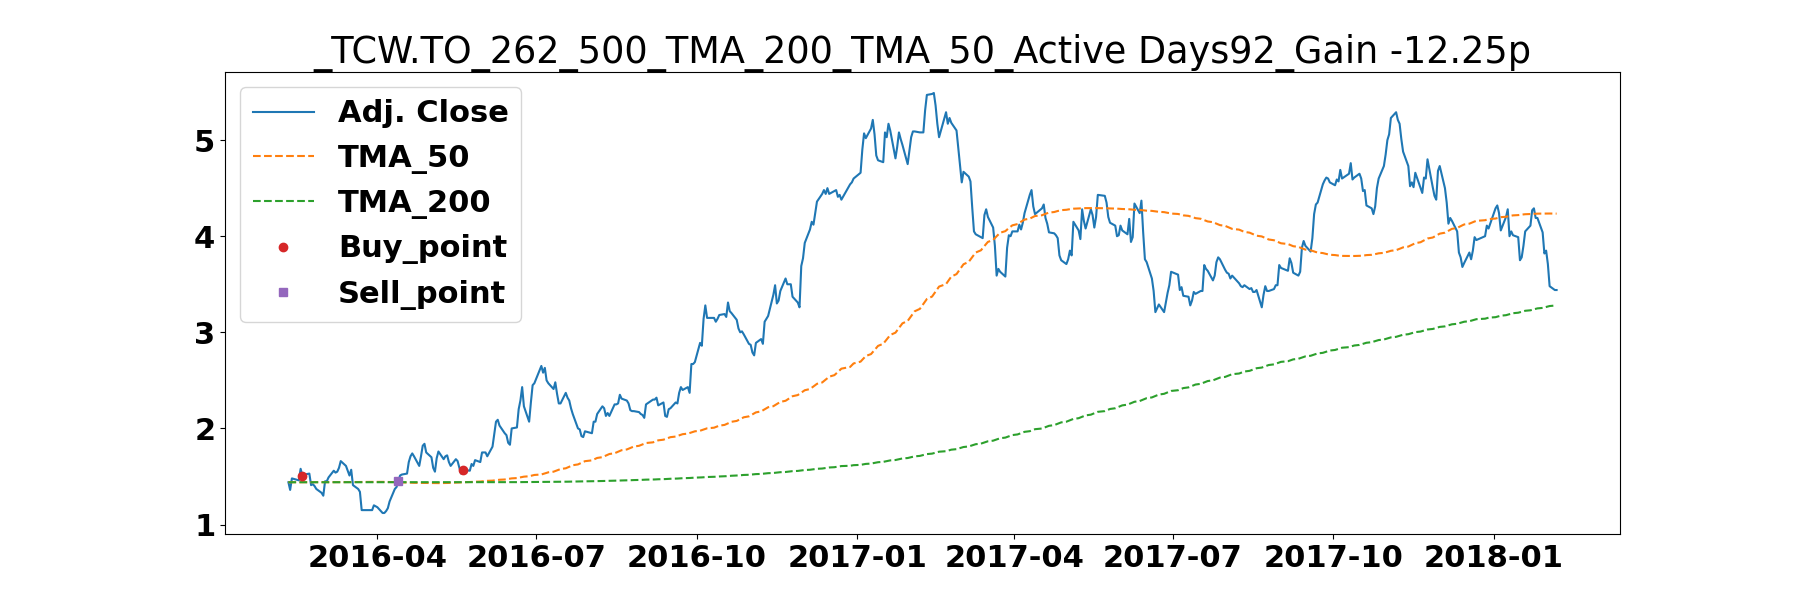 _TCW.TO_262_500_TMA_200_TMA_50_Active Days92_Gain -12.25p
Adj. Close
TMA_50
TMA_200
Buy_point
Sell_point
5
4
3
2
1
2016-04 2016-07 2016-10 2017-01 2017-04 2017-07 2017-10 2018-01